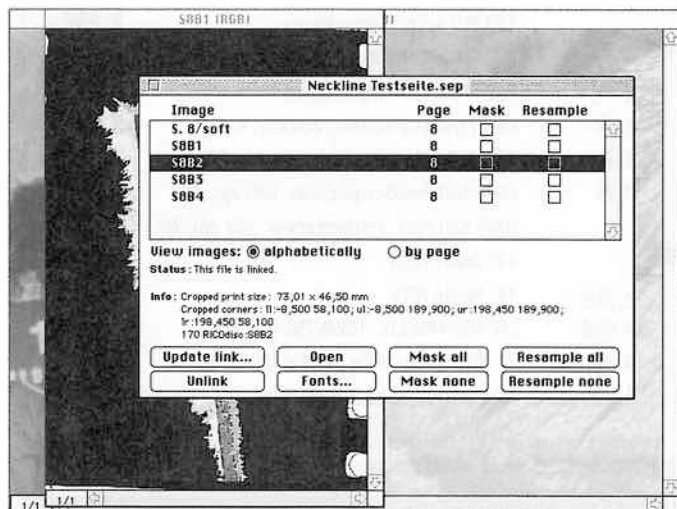 S8B1 (RGB)
Neckline Testseite.sep
Image Page Mask Resample
S. 8/soft 8
S8B1 8
S8B2 8
S8B3 8
S8B4 8
View images: alphabetically by page
Status: This file is linked.
Info: Cropped print size: 73,01 x 46,50 mm
Cropped corners: ll:-8,500 58,100; ul:-8,500 189,900; ur:198,450 189,900;
lr:198,450 58,100
170 RICOdisc:S8B2
Update link... Open Mask all Resample all
Unlink Fonts... Mask none Resample none
1/1 1/1